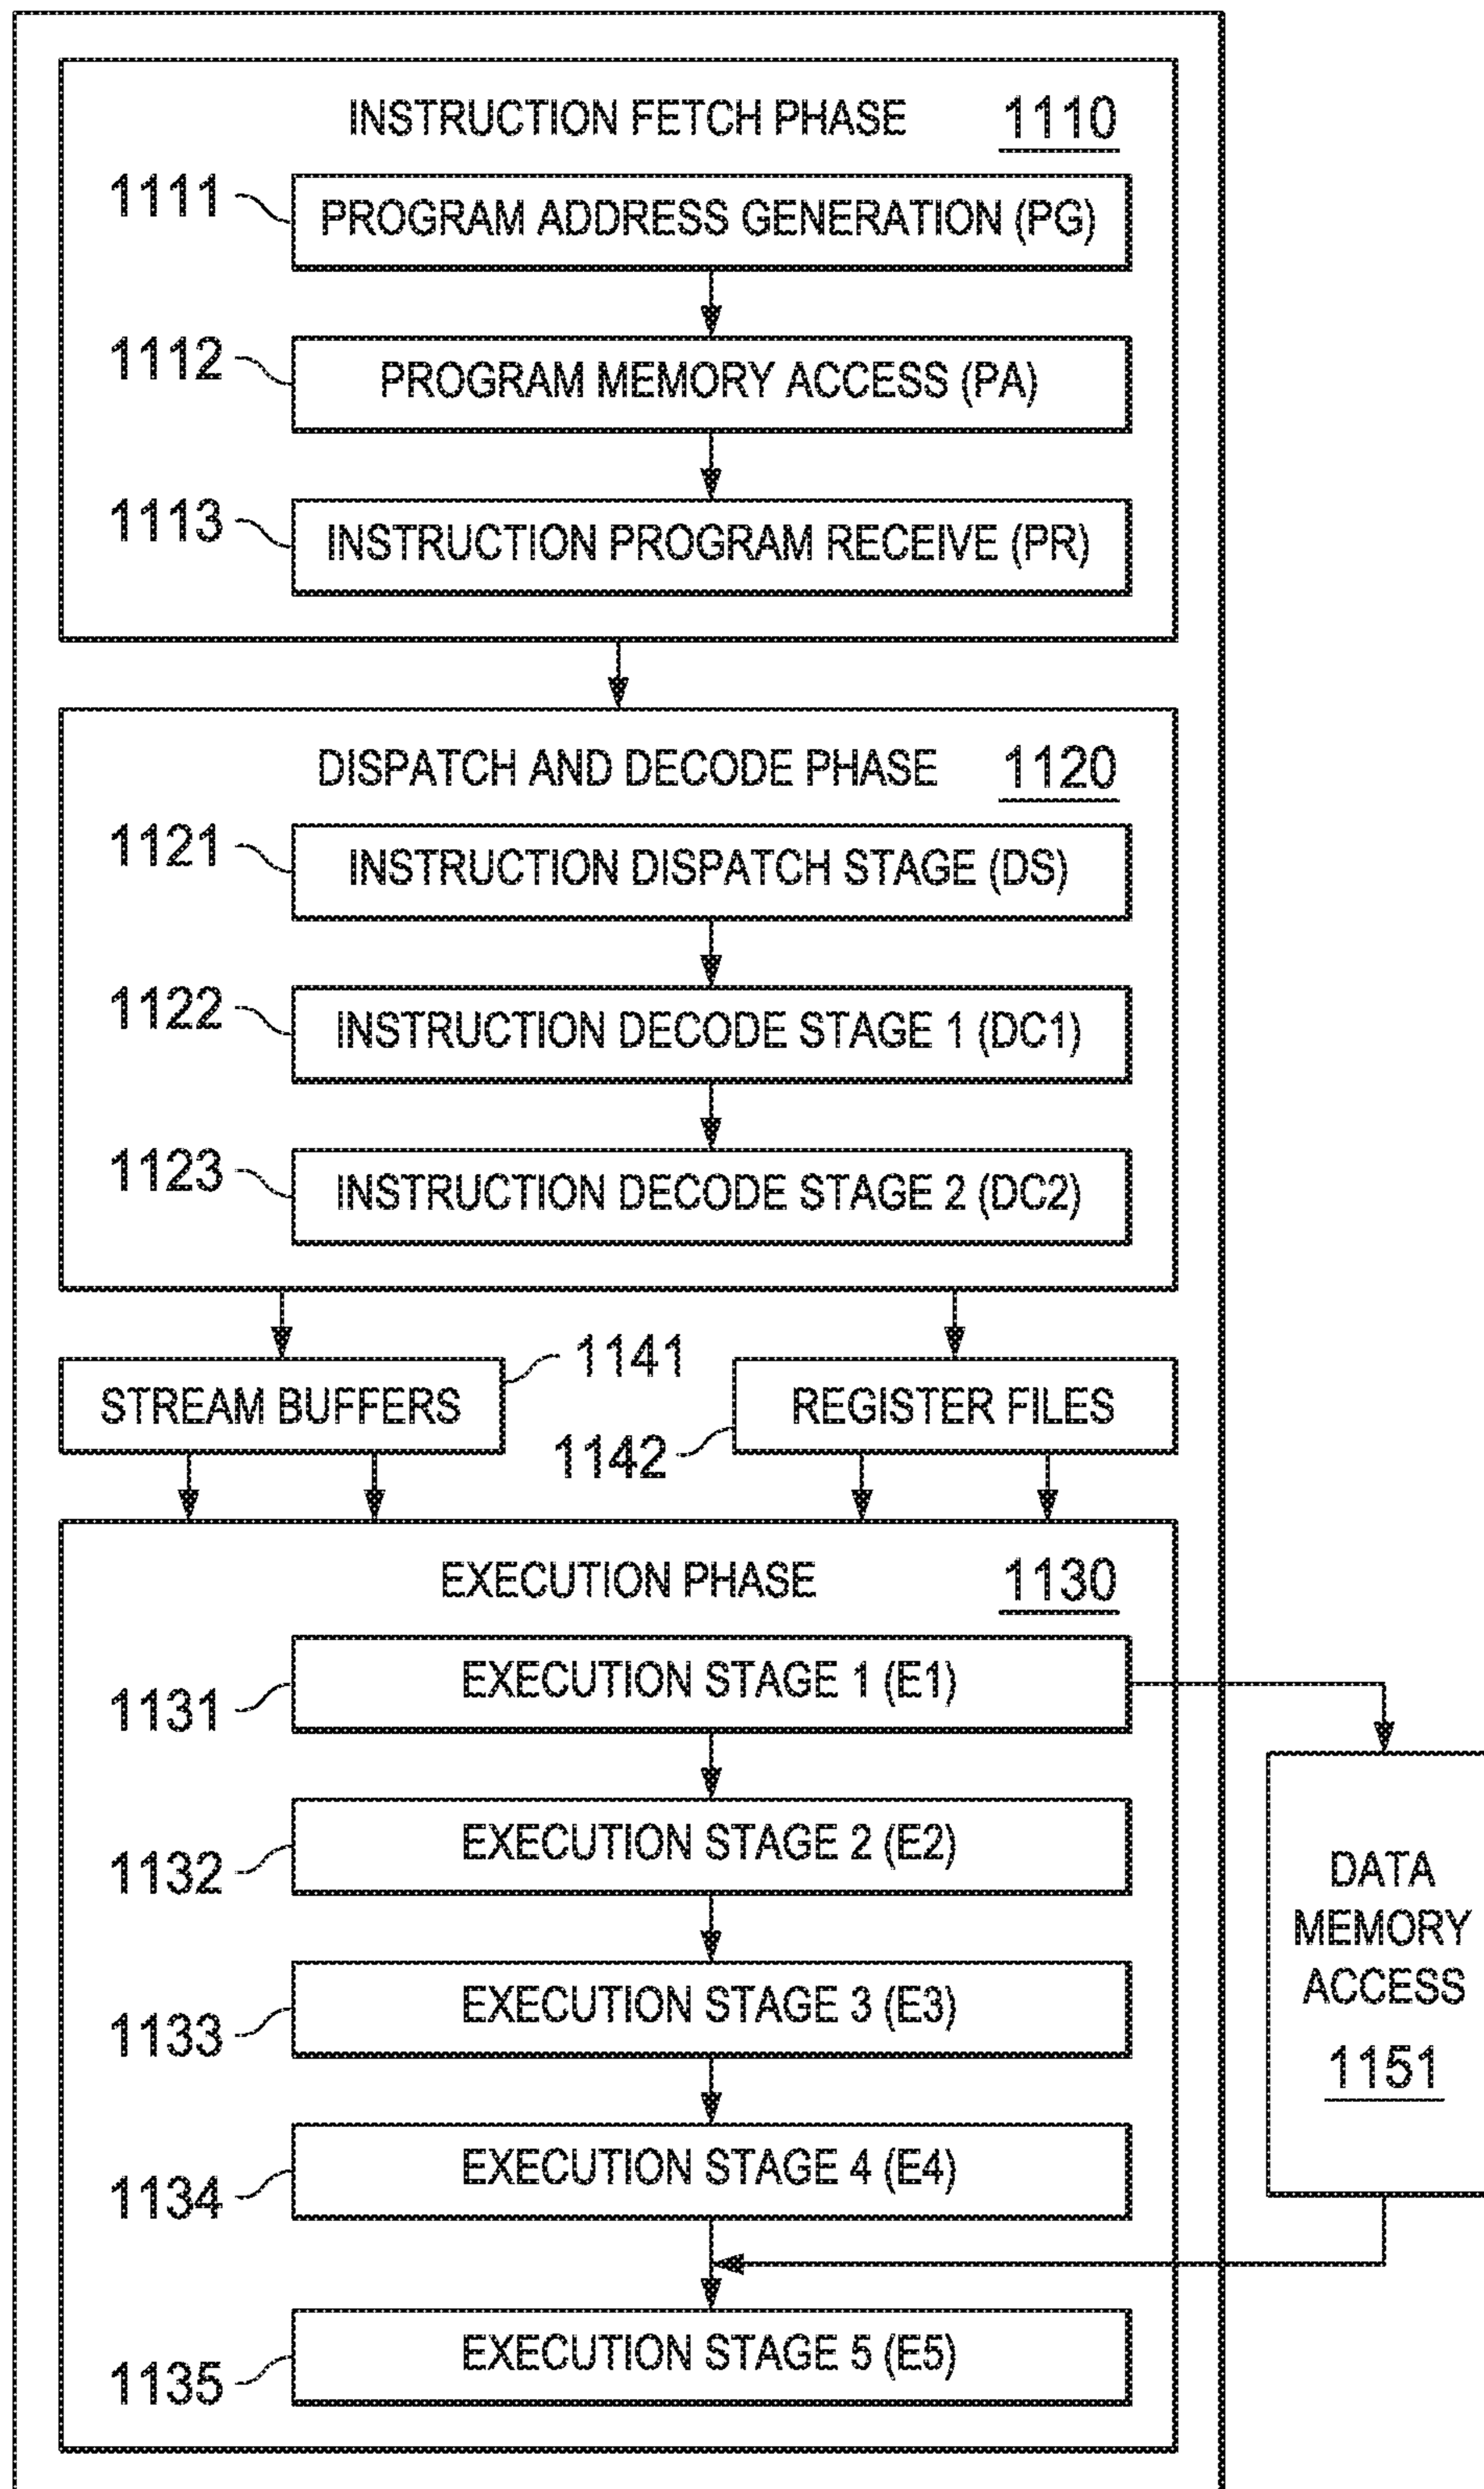 INSTRUCTION FETCH PHASE 1110
1111 PROGRAM ADDRESS GENERATION (PG)
1112 PROGRAM MEMORY ACCESS (PA)
1113 INSTRUCTION PROGRAM RECEIVE (PR)
DISPATCH AND DECODE PHASE 1120
1121 INSTRUCTION DISPATCH STAGE (DS)
1122 INSTRUCTION DECODE STAGE 1 (DC1)
1123 INSTRUCTION DECODE STAGE 2 (DC2)
STREAM BUFFERS 1141
1142 REGISTER FILES
EXECUTION PHASE 1130
1131 EXECUTION STAGE 1 (E1)
1132 EXECUTION STAGE 2 (E2)
1133 EXECUTION STAGE 3 (E3)
1134 EXECUTION STAGE 4 (E4)
1135 EXECUTION STAGE 5 (E5)
DATA
MEMORY
ACCESS
1151